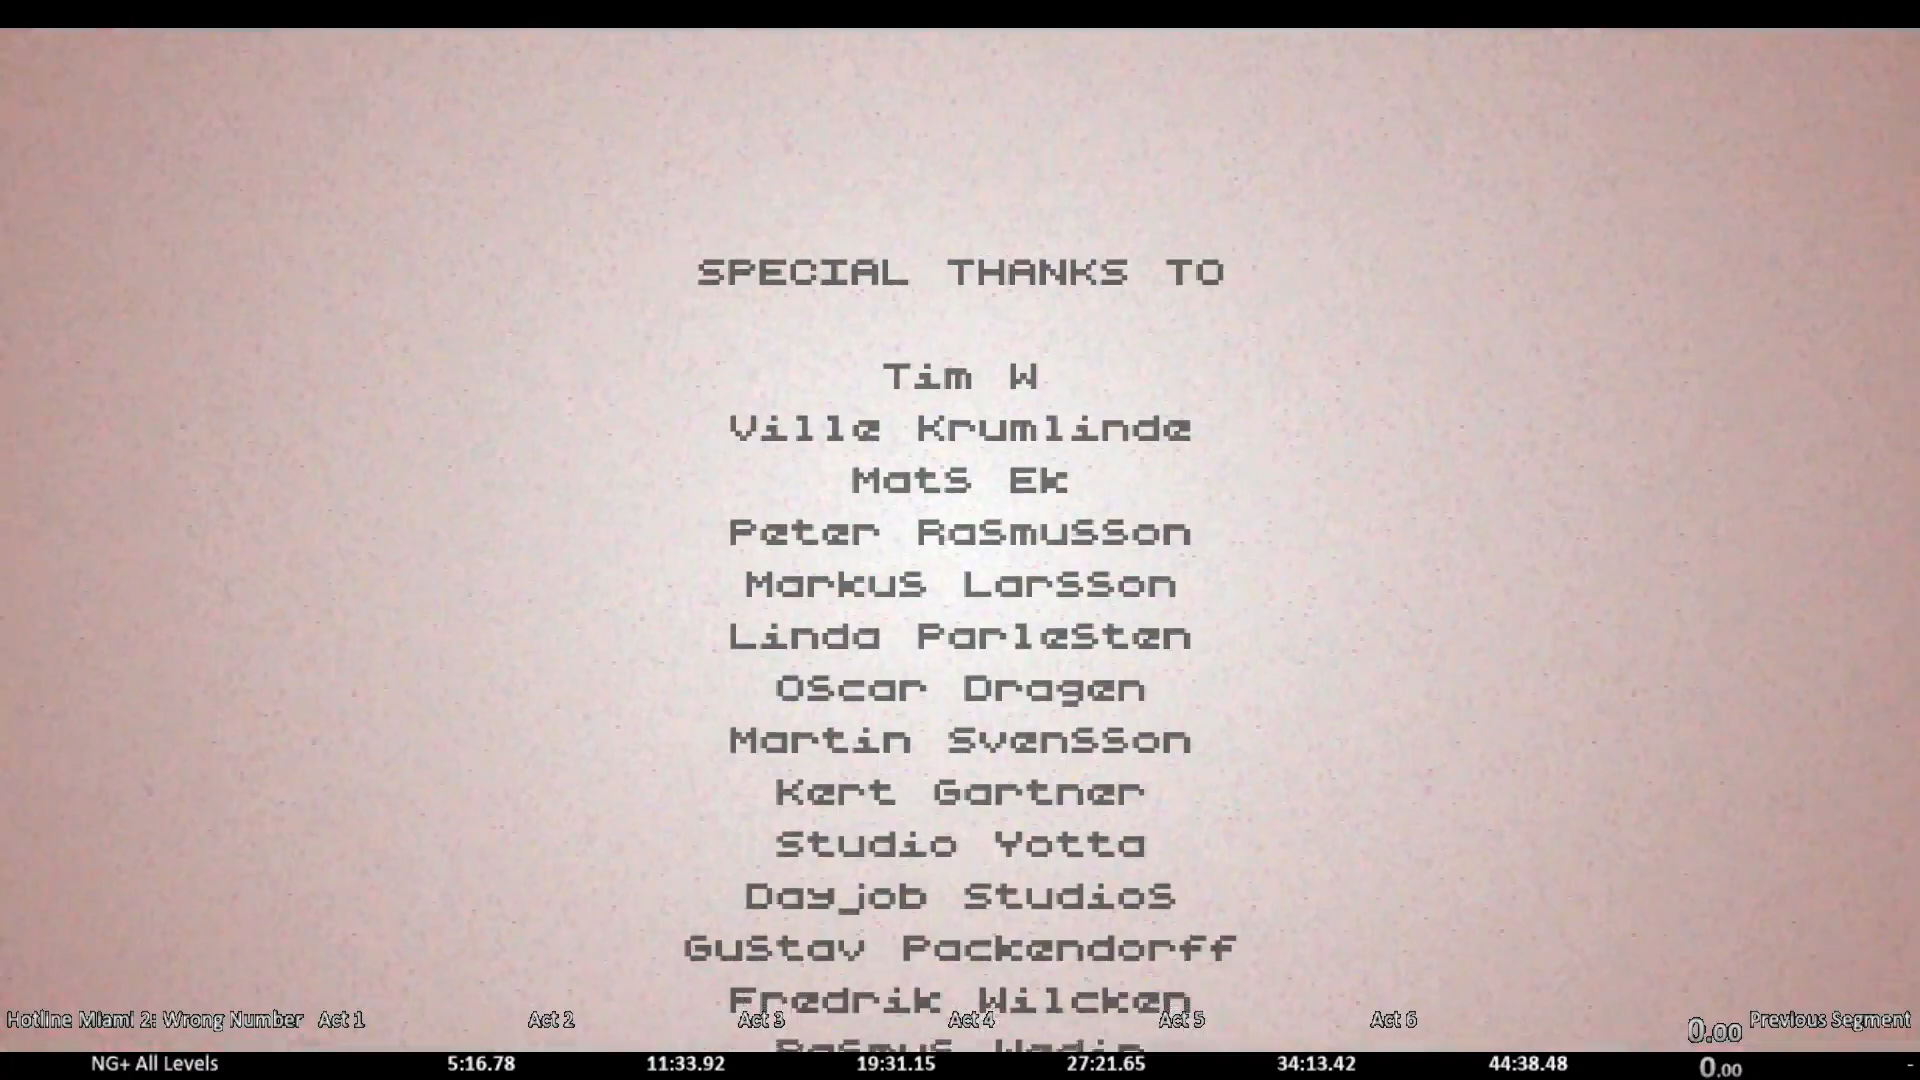 SPECIAL THANKS TO
Tim W
Ville Krumlinde
Mats Ek
Peter Rasmusson
Markus Larsson
Linda Parlesten
Oscar Dragen
Martin Svensson
Kert Gartner
Studio Yotta
Dayjob Studios
Gustav Packendorff
Fredrik Wilcken
Hotline Miami 2: Wrong Number Act 1 Act 2 Act 3 Act 4 Act 5 Act 6 0.00 Previous Segment
NG+ All Levels 5:16.78 11:33.92 19:31.15 27:21.65 34:13.42 44:38.48 0.00 -